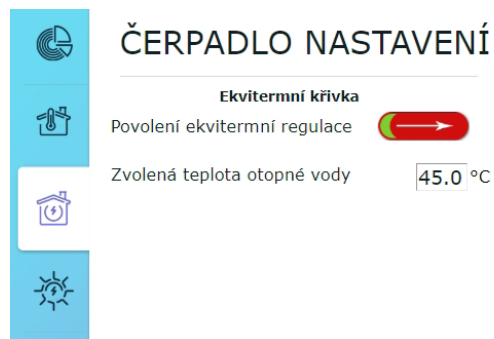 ČERPADLO NASTAVENÍ
Ekvitermní křivka
Povolení ekvitermní regulace
Zvolená teplota otopné vody 45.0 °C